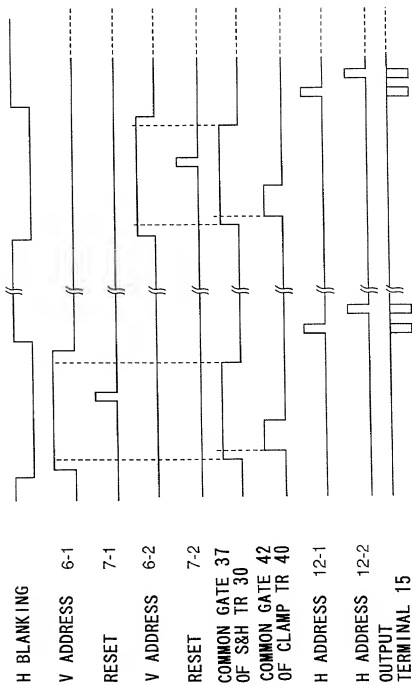 H BLANKING
V ADDRESS 6-1
RESET 7-1
V ADDRESS 6-2
RESET 7-2
COMMON GATE 37
OF S&H TR 30
COMMON GATE 42
OF CLAMP TR 40
H ADDRESS 12-1
H ADDRESS 12-2
OUTPUT
TERMINAL 15